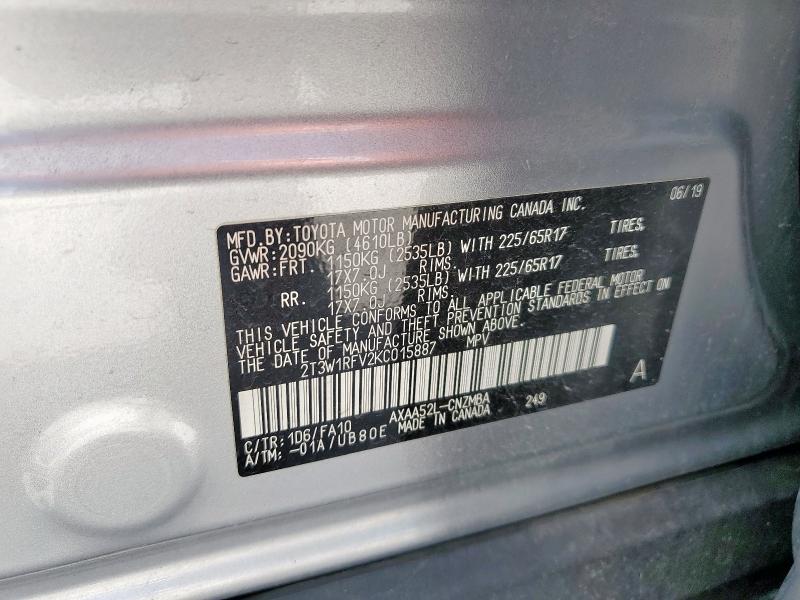 06/19
MFD.BY: TOYOTA MOTOR MANUFACTURING CANADA INC.
GVWR: 2090KG (4610LB)
GAWR: FRT. 1150KG (2535LB) WITH 225/65R17 TIRES,
17X7.0J RIMS
RR. 1150KG (2535LB) WITH 225/65R17 TIRES,
17X7.0J RIMS
THIS VEHICLE CONFORMS TO ALL APPLICABLE FEDERAL MOTOR
VEHICLE SAFETY AND THEFT PREVENTION STANDARDS IN EFFECT ON
THE DATE OF MANUFACTURE SHOWN ABOVE.
2T3W1RFV2KC015887 MPV
A
C/TR: 1D6/FA10 AXAA52L-CNZMBA 249
A/TM: -01A/UB80E MADE IN CANADA